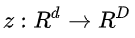 z : R^d → R^D